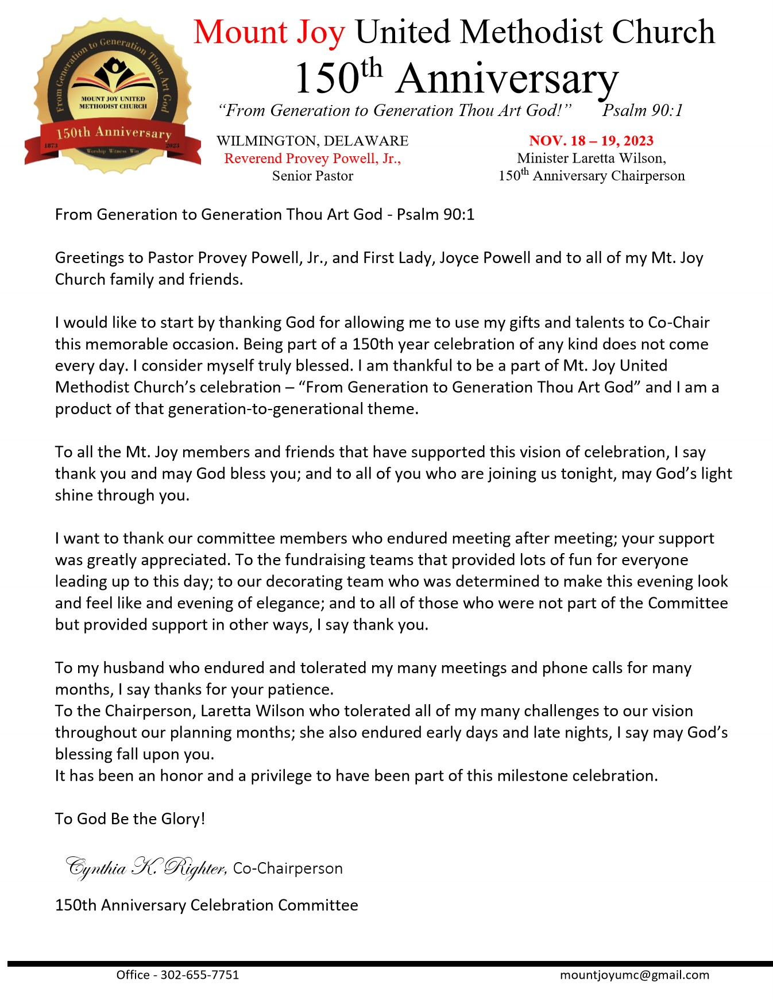 From Generation to Generation Thou Art God
MOUNT JOY UNITED
METHODIST CHURCH
150th Anniversary
1873
2023
Worship Witness Win
Mount Joy United Methodist Church
150th Anniversary
“From Generation to Generation Thou Art God!” Psalm 90:1
WILMINGTON, DELAWARE
Reverend Provey Powell, Jr.,
Senior Pastor
NOV. 18 – 19, 2023
Minister Laretta Wilson,
150th Anniversary Chairperson
From Generation to Generation Thou Art God - Psalm 90:1
Greetings to Pastor Provey Powell, Jr., and First Lady, Joyce Powell and to all of my Mt. Joy
Church family and friends.
I would like to start by thanking God for allowing me to use my gifts and talents to Co-Chair
this memorable occasion. Being part of a 150th year celebration of any kind does not come
every day. I consider myself truly blessed. I am thankful to be a part of Mt. Joy United
Methodist Church’s celebration – “From Generation to Generation Thou Art God” and I am a
product of that generation-to-generational theme.
To all the Mt. Joy members and friends that have supported this vision of celebration, I say
thank you and may God bless you; and to all of you who are joining us tonight, may God’s light
shine through you.
I want to thank our committee members who endured meeting after meeting; your support
was greatly appreciated. To the fundraising teams that provided lots of fun for everyone
leading up to this day; to our decorating team who was determined to make this evening look
and feel like and evening of elegance; and to all of those who were not part of the Committee
but provided support in other ways, I say thank you.
To my husband who endured and tolerated my many meetings and phone calls for many
months, I say thanks for your patience.
To the Chairperson, Laretta Wilson who tolerated all of my many challenges to our vision
throughout our planning months; she also endured early days and late nights, I say may God’s
blessing fall upon you.
It has been an honor and a privilege to have been part of this milestone celebration.
To God Be the Glory!
Cynthia K. Righter, Co-Chairperson
150th Anniversary Celebration Committee
Office - 302-655-7751
mountjoyumc@gmail.com